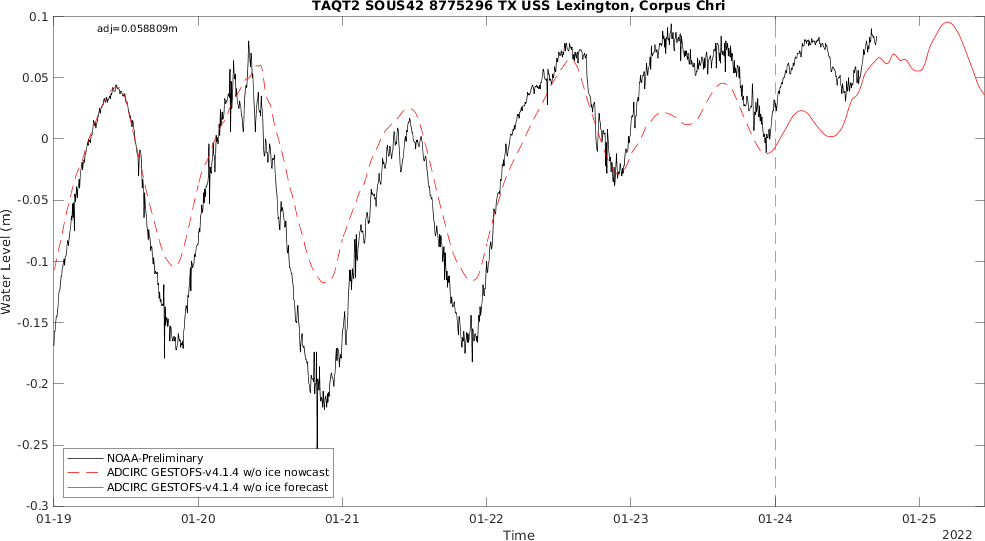 TAQT2 SOUS42 8775296 TX USS Lexington, Corpus Chri
adj=0.058809m
0.1
0.05
0
-0.05
-0.1
-0.15
-0.2
-0.25
-0.3
Water Level (m)
NOAA-Preliminary
ADCIRC GESTOFS-v4.1.4 w/o ice nowcast
ADCIRC GESTOFS-v4.1.4 w/o ice forecast
01-19 01-20 01-21 01-22 01-23 01-24 01-25
Time
2022